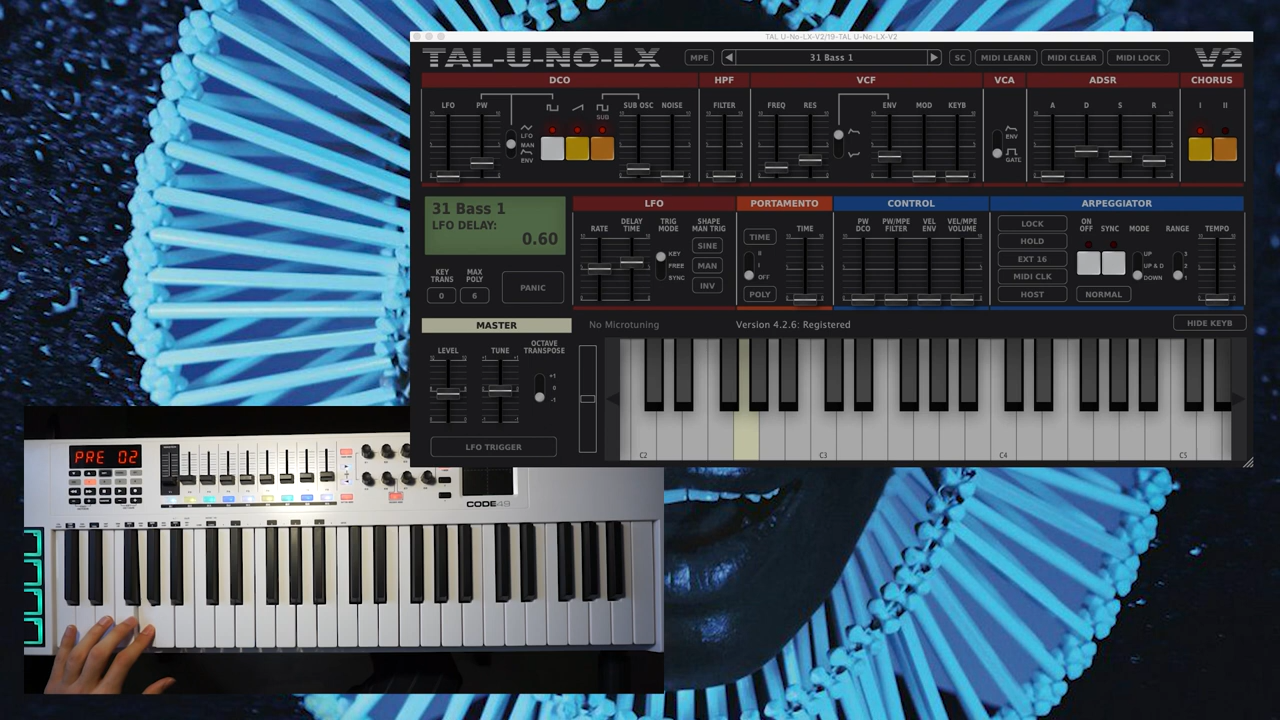 TAL U-No-LX-V2/19-TAL U-No-LX-V2
TAL-U-NO-LX MPE 31 Bass 1 SC MIDI LEARN MIDI CLEAR MIDI LOCK V2
DCO HPF VCF VCA ADSR CHORUS
LFO PW SUB SUB OSC NOISE FILTER FREQ RES ENV MOD KEYB A D S R I II
LFO
MAN
ENV
ENV
GATE
31 Bass 1
LFO DELAY:
0.60
KEY TRANS MAX POLY
0 6 PANIC
LFO PORTAMENTO CONTROL ARPEGGIATOR
RATE DELAY TIME TRIG MODE SHAPE MAN TRIG
KEY
FREE
SYNC
SINE
MAN
INV
TIME TIME
II
I
OFF
POLY
PW DCO PW/MPE FILTER VEL ENV VEL/MPE VOLUME
LOCK
HOLD
EXT 16
MIDI CLK
HOST
ON OFF SYNC MODE RANGE TEMPO
UP
UP & D
DOWN
3
2
1
NORMAL
MASTER No Microtuning Version 4.2.6: Registered HIDE KEYB
LEVEL TUNE OCTAVE TRANSPOSE
+1
0
-1
LFO TRIGGER
C2 C3 C4 C5
PRE 02
CODE49